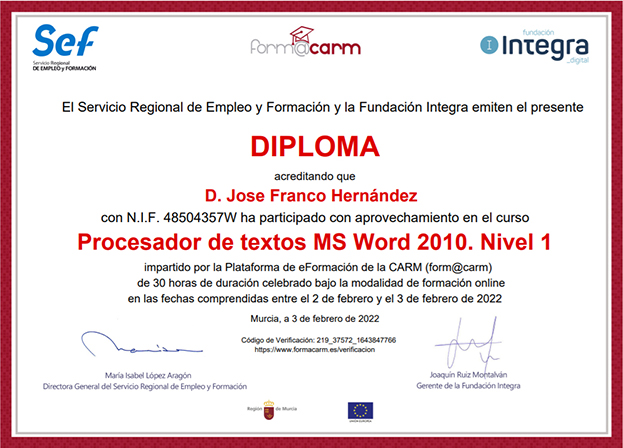 Sef
Servicio Regional
DE EMPLEO y FORMACIÓN
form@carm
fundación
Integra
_digital
El Servicio Regional de Empleo y Formación y la Fundación Integra emiten el presente
DIPLOMA
acreditando que
D. Jose Franco Hernández
con N.I.F. 48504357W ha participado con aprovechamiento en el curso
Procesador de textos MS Word 2010. Nivel 1
impartido por la Plataforma de eFormación de la CARM (form@carm)
de 30 horas de duración celebrado bajo la modalidad de formación online
en las fechas comprendidas entre el 2 de febrero y el 3 de febrero de 2022
Murcia, a 3 de febrero de 2022
Código de Verificación: 219_37572_1643847766
https://www.formacarm.es/verificacion
María Isabel López Aragón
Directora General del Servicio Regional de Empleo y Formación
Joaquín Ruiz Montalván
Gerente de la Fundación Integra
Región de Murcia
UNIÓN EUROPEA